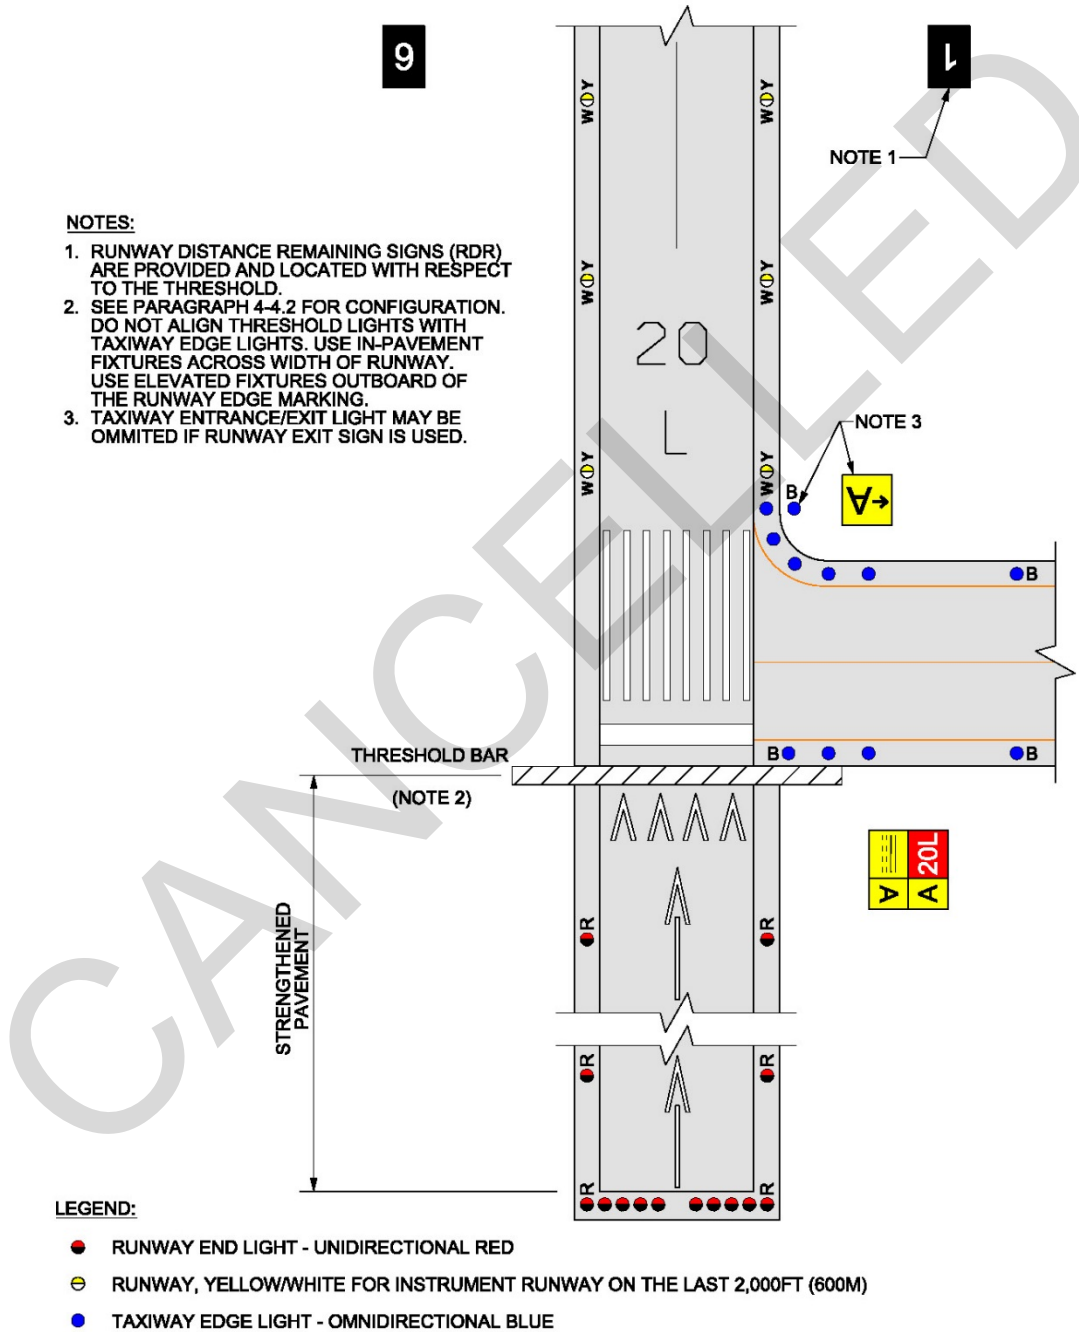 6
1
W Y
W Y
NOTE 1
NOTES:
1. RUNWAY DISTANCE REMAINING SIGNS (RDR)
ARE PROVIDED AND LOCATED WITH RESPECT
TO THE THRESHOLD.
2. SEE PARAGRAPH 4-4.2 FOR CONFIGURATION.
DO NOT ALIGN THRESHOLD LIGHTS WITH
TAXIWAY EDGE LIGHTS. USE IN-PAVEMENT
FIXTURES ACROSS WIDTH OF RUNWAY.
USE ELEVATED FIXTURES OUTBOARD OF
THE RUNWAY EDGE MARKING.
3. TAXIWAY ENTRANCE/EXIT LIGHT MAY BE
OMMITED IF RUNWAY EXIT SIGN IS USED.
W Y
W Y
20
L
NOTE 3
W Y
W Y
B
A
B
THRESHOLD BAR
(NOTE 2)
B
B
20L
A
A
STRENGTHENED
PAVEMENT
R
R
R
R
R
R
LEGEND:
RUNWAY END LIGHT - UNIDIRECTIONAL RED
RUNWAY, YELLOW/WHITE FOR INSTRUMENT RUNWAY ON THE LAST 2,000FT (600M)
TAXIWAY EDGE LIGHT - OMNIDIRECTIONAL BLUE
CANCELLED